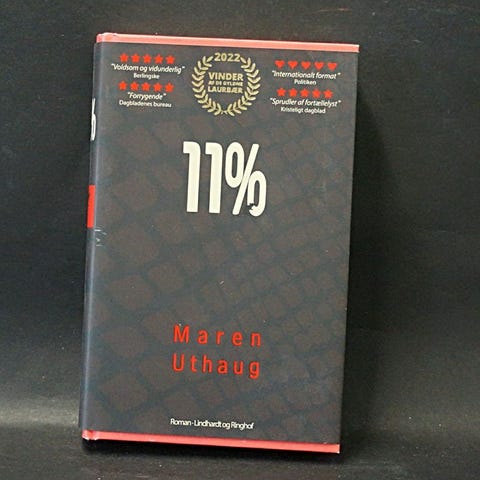 "Voldsom og vidunderlig"
Berlingske
"Forrygende"
Dagbladenes bureau
2022
VINDER
AF DE GYLDNE
LAURBÆR
"Internationalt format"
Politiken
"Sprudler af fortællelyst"
Kristeligt dagblad
11%
Maren
Uthaug
Roman · Lindhardt og Ringhof